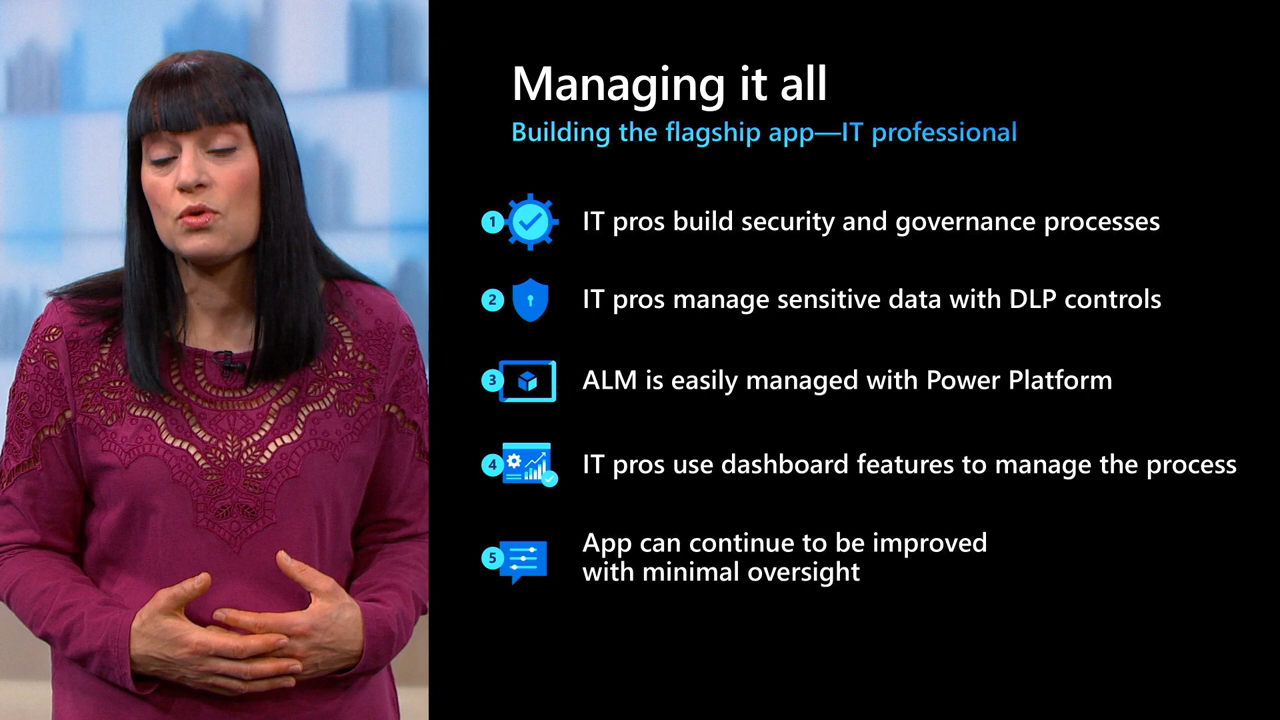 Managing it all
Building the flagship app—IT professional
1 IT pros build security and governance processes
2 IT pros manage sensitive data with DLP controls
3 ALM is easily managed with Power Platform
4 IT pros use dashboard features to manage the process
5 App can continue to be improved
with minimal oversight